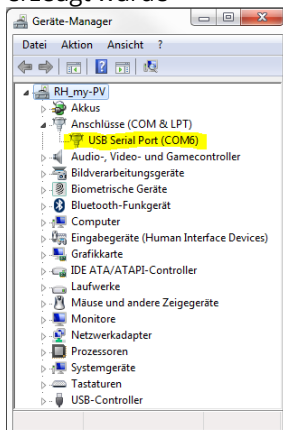 Geräte-Manager
Datei Aktion Ansicht ?
RH_my-PV
Akkus
Anschlüsse (COM & LPT)
USB Serial Port (COM6)
Audio-, Video- und Gamecontroller
Bildverarbeitungsgeräte
Biometrische Geräte
Bluetooth-Funkgerät
Computer
Eingabegeräte (Human Interface Devices)
Grafikkarte
IDE ATA/ATAPI-Controller
Laufwerke
Mäuse und andere Zeigegeräte
Monitore
Netzwerkadapter
Prozessoren
Systemgeräte
Tastaturen
USB-Controller